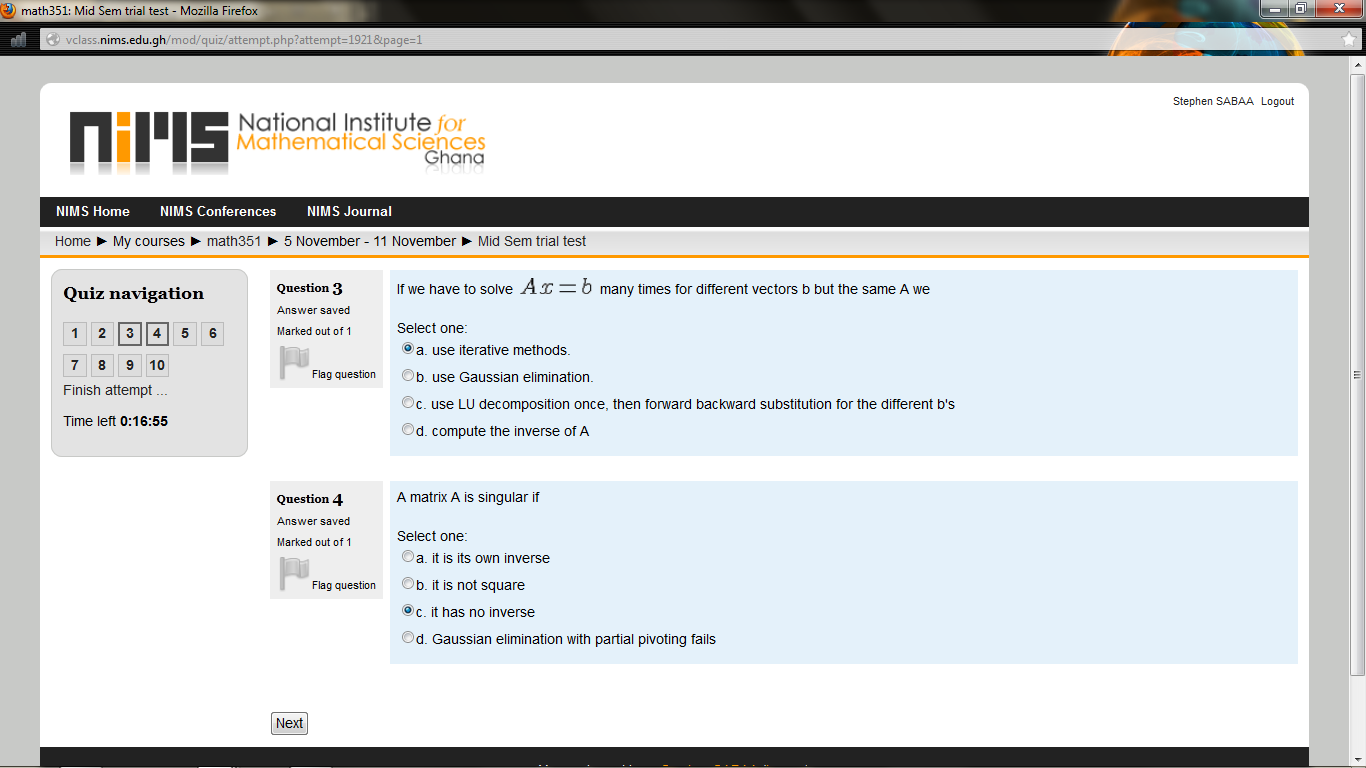 math351: Mid Sem trial test - Mozilla Firefox
vclass.nims.edu.gh/mod/quiz/attempt.php?attempt=1921&page=1
Stephen SABAA Logout
NIMS National Institute for
Mathematical Sciences
Ghana
NIMS Home NIMS Conferences NIMS Journal
Home ► My courses ► math351 ► 5 November - 11 November ► Mid Sem trial test
Quiz navigation
1 2 3 4 5 6
7 8 9 10
Finish attempt ...
Time left 0:16:55
Question 3
Answer saved
Marked out of 1
Flag question
If we have to solve Ax = b many times for different vectors b but the same A we
Select one:
a. use iterative methods.
b. use Gaussian elimination.
c. use LU decomposition once, then forward backward substitution for the different b's
d. compute the inverse of A
Question 4
Answer saved
Marked out of 1
Flag question
A matrix A is singular if
Select one:
a. it is its own inverse
b. it is not square
c. it has no inverse
d. Gaussian elimination with partial pivoting fails
Next